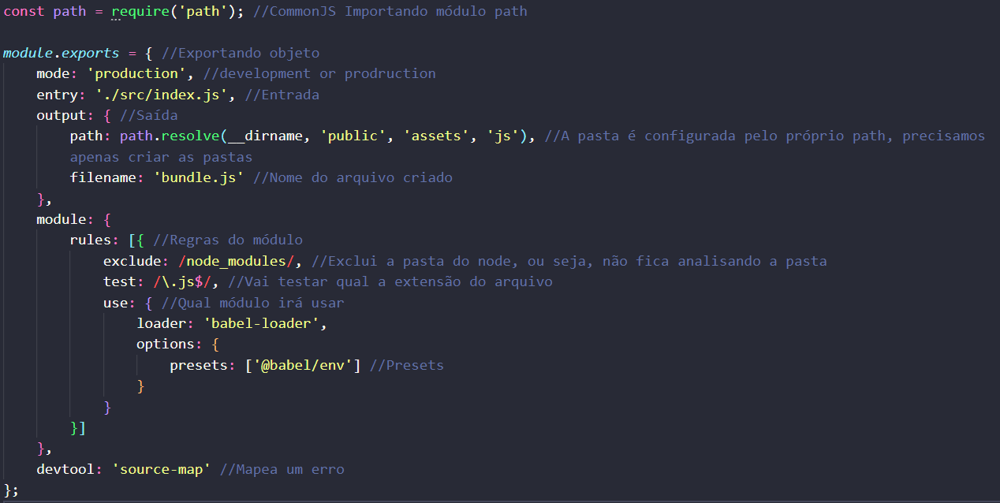 const path = require('path'); //CommonJS Importando módulo path

module.exports = { //Exportando objeto
    mode: 'production', //development or prodruction
    entry: './src/index.js', //Entrada
    output: { //Saída
        path: path.resolve(__dirname, 'public', 'assets', 'js'), //A pasta é configurada pelo próprio path, precisamos
        apenas criar as pastas
        filename: 'bundle.js' //Nome do arquivo criado
    },
    module: {
        rules: [{ //Regras do módulo
            exclude: /node_modules/, //Exclui a pasta do node, ou seja, não fica analisando a pasta
            test: /\.js$/, //Vai testar qual a extensão do arquivo
            use: { //Qual módulo irá usar
                loader: 'babel-loader',
                options: {
                    presets: ['@babel/env'] //Presets
                }
            }
        }]
    },
    devtool: 'source-map' //Mapea um erro
};